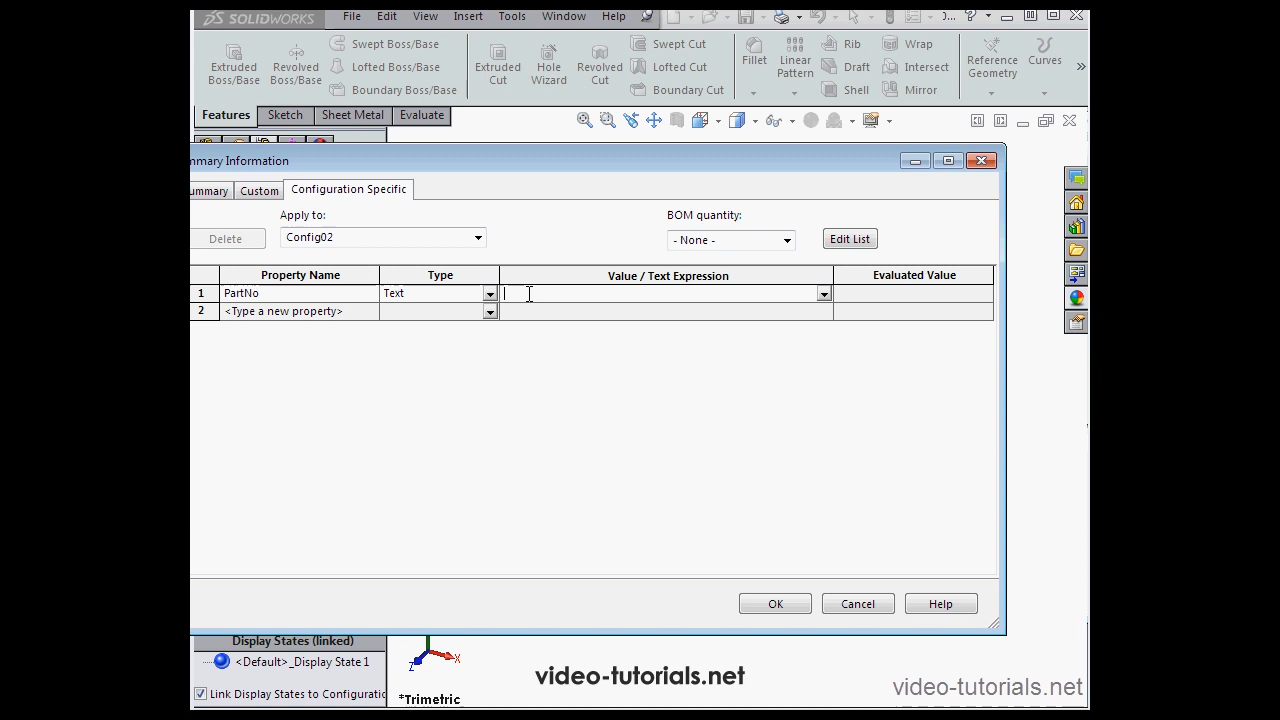 SOLIDWORKS File Edit View Insert Tools Window Help
Extruded Boss/Base
Revolved Boss/Base
Swept Boss/Base
Lofted Boss/Base
Boundary Boss/Base
Extruded Cut
Hole Wizard
Revolved Cut
Swept Cut
Lofted Cut
Boundary Cut
Fillet
Linear Pattern
Rib
Draft
Shell
Wrap
Intersect
Mirror
Reference Geometry
Curves
Features Sketch Sheet Metal Evaluate
mmary Information
ummary Custom Configuration Specific
Apply to:
BOM quantity:
Delete Config02 - None - Edit List
Property Name Type Value / Text Expression Evaluated Value
1 PartNo Text
2 <Type a new property>
OK Cancel Help
Display States (linked)
<Default>_Display State 1
Link Display States to Configuratic
Z X
*Trimetric
video-tutorials.net
video-tutorials.net